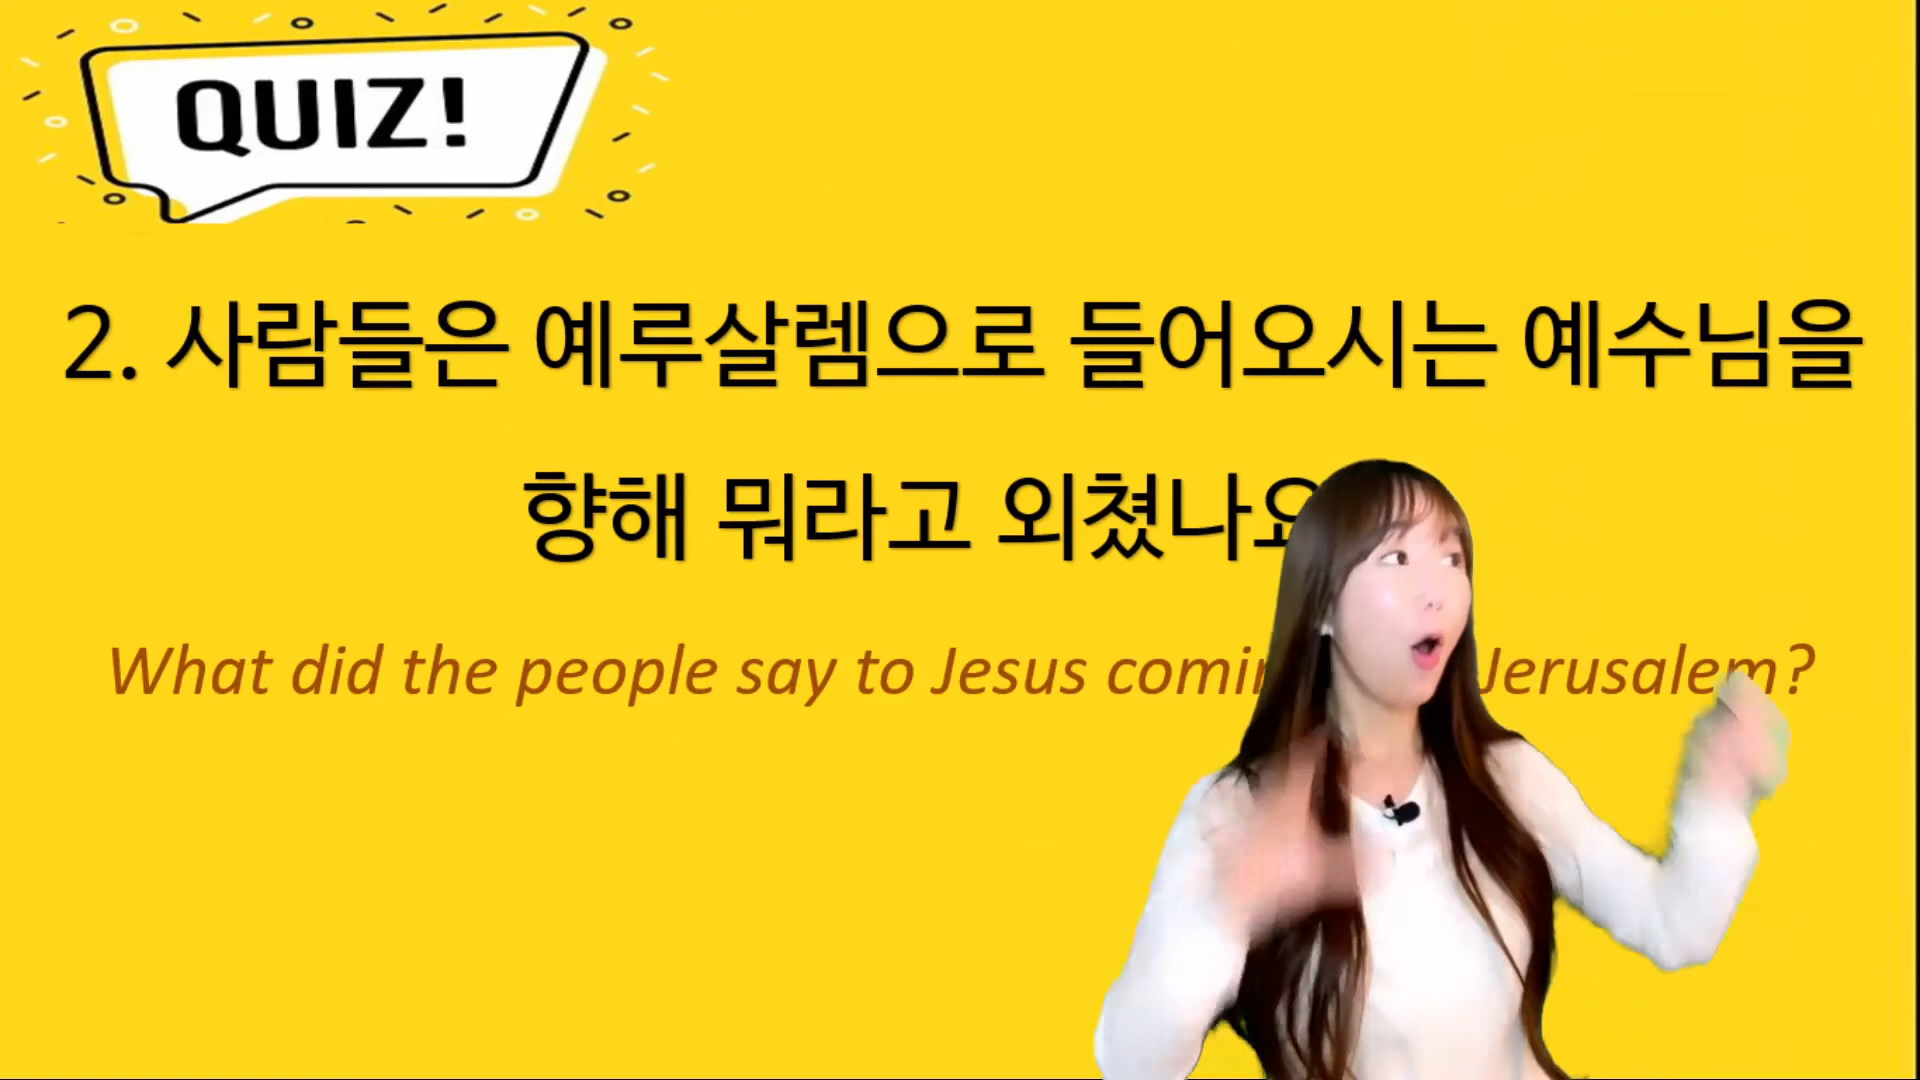 QUIZ!
2. 사람들은 예루살렘으로 들어오시는 예수님을
향해 뭐라고 외쳤나요
What did the people say to Jesus Jerusalem?